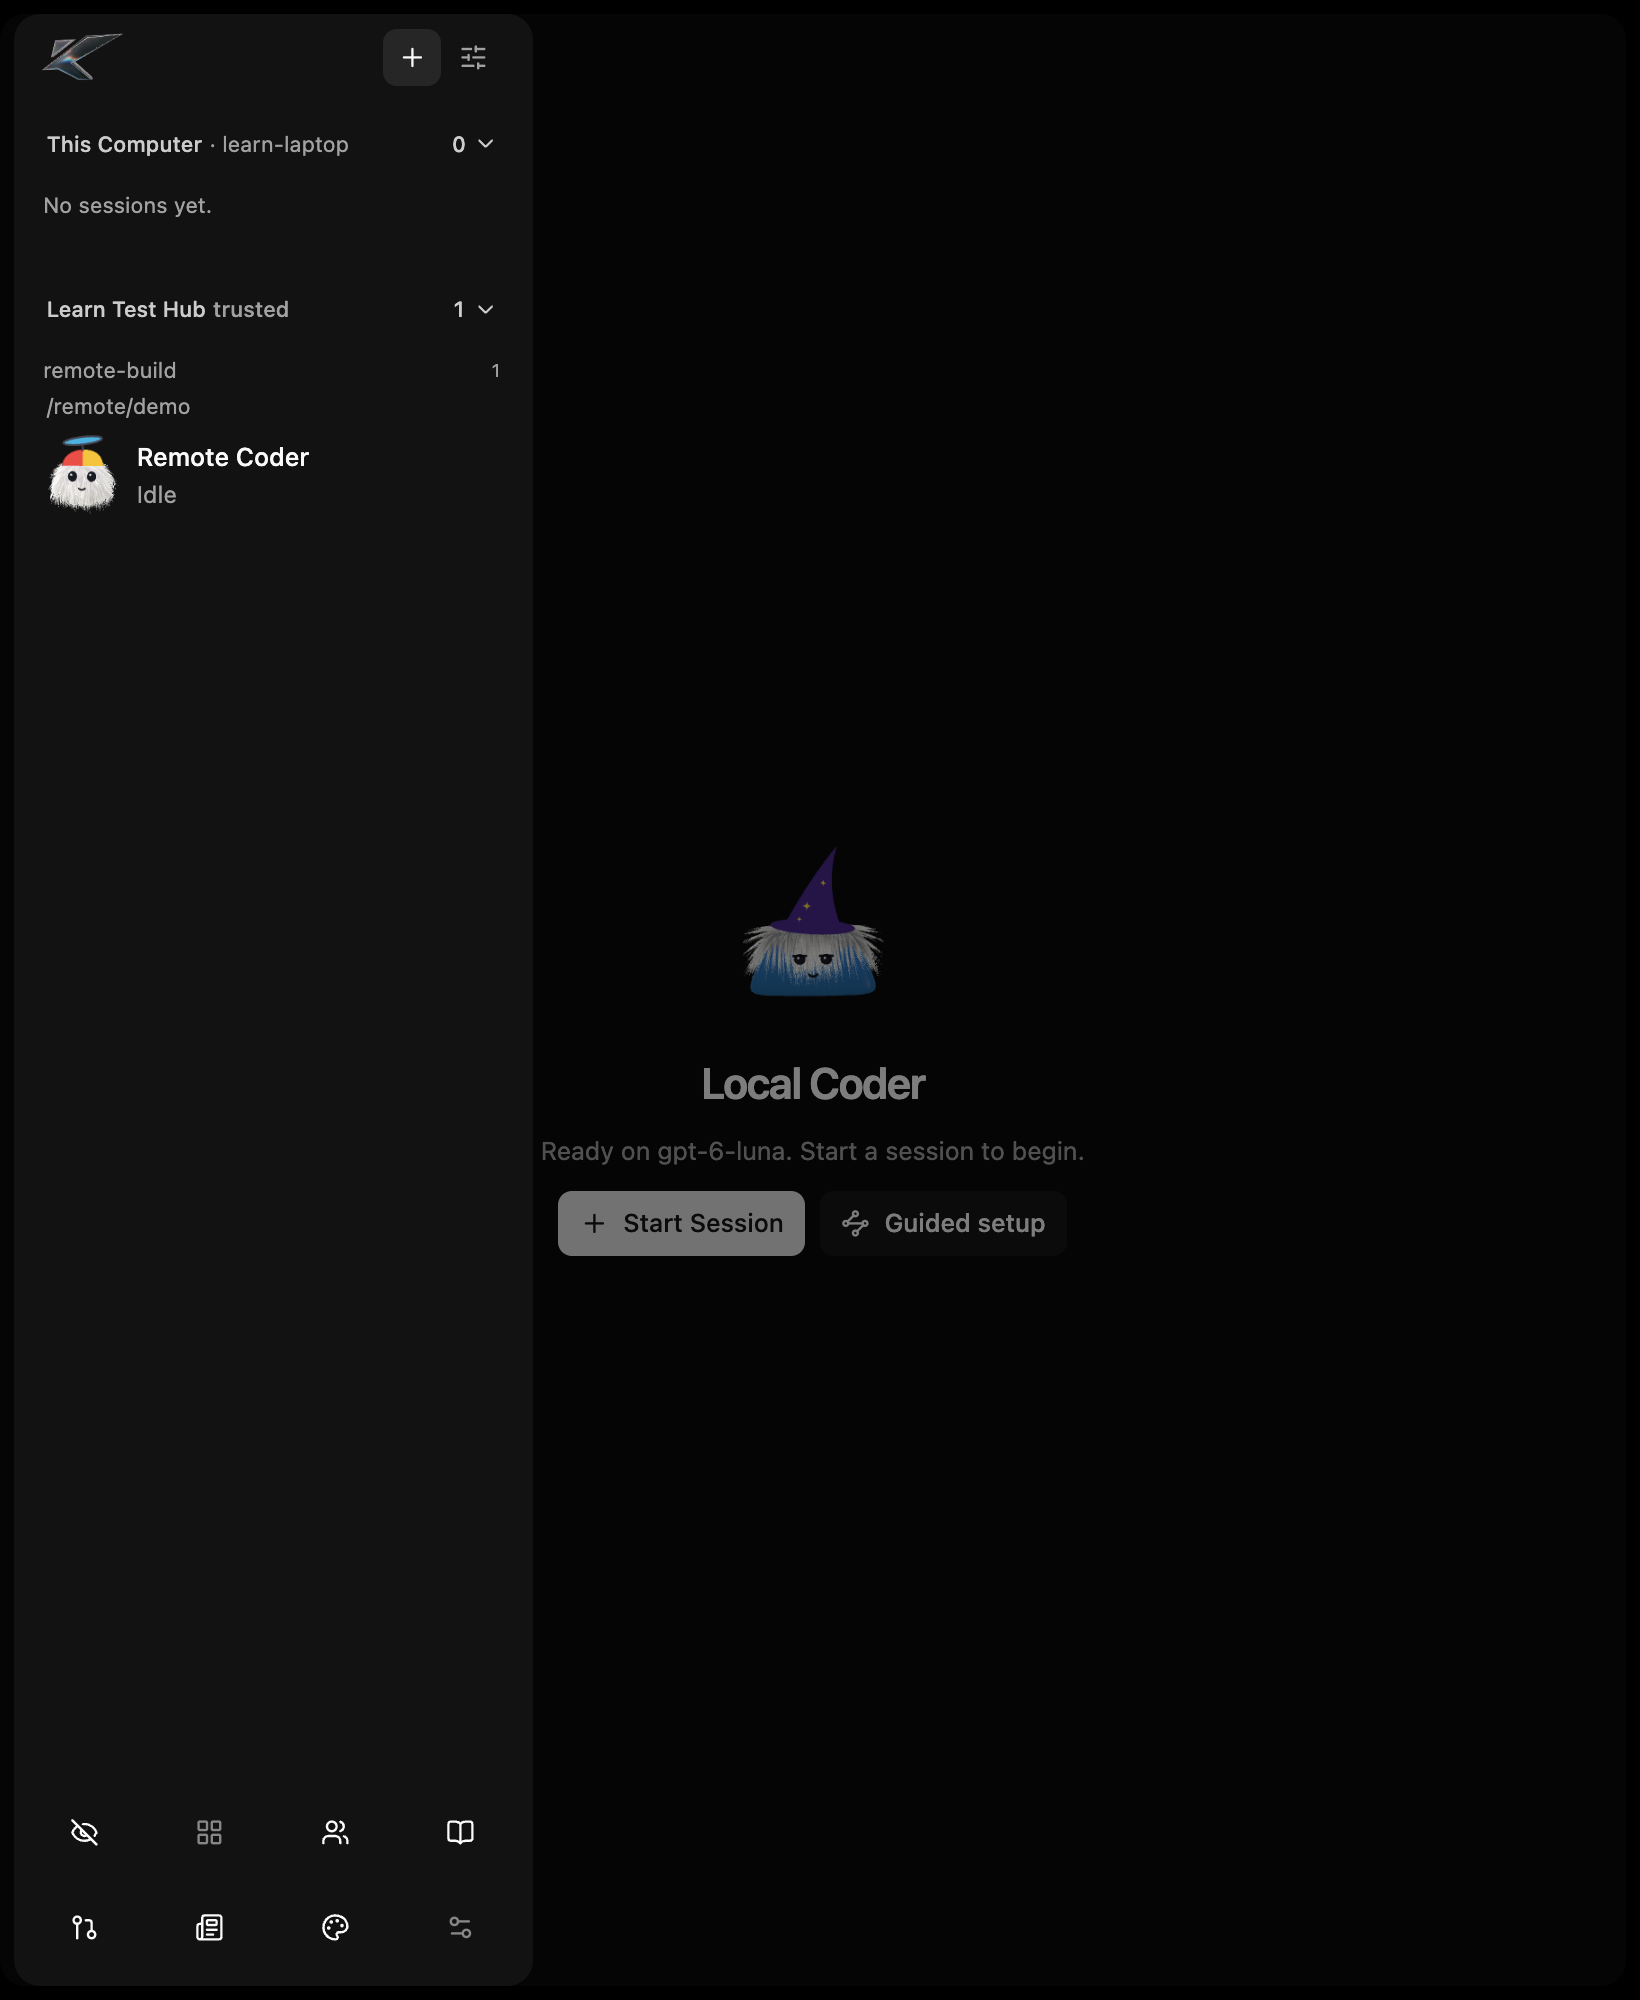 This Computer · learn-laptop 0
No sessions yet.
Learn Test Hub trusted 1
remote-build 1
/remote/demo
Remote Coder
Idle
Local Coder
Ready on gpt-6-luna. Start a session to begin.
Start Session
Guided setup